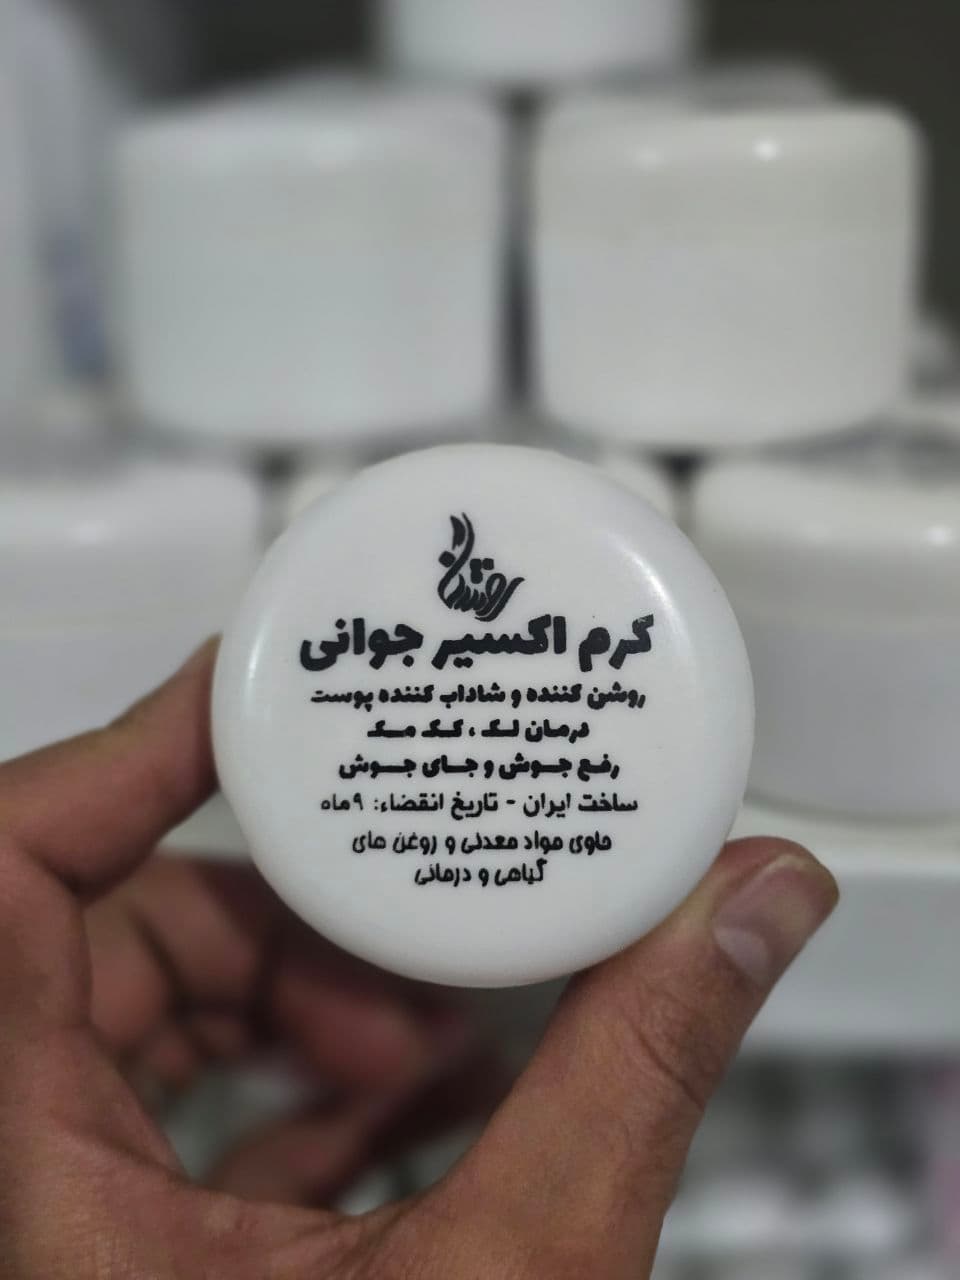 کرم اکسیر جوانی
روشن کننده و شاداب کننده پوست
درمان لک ، کک مک
رفع جوش و جای جوش
ساخت ایران - تاریخ انقضاء: ۹ماه
حاوی مواد معدنی و روغن های
گیاهی و درمانی